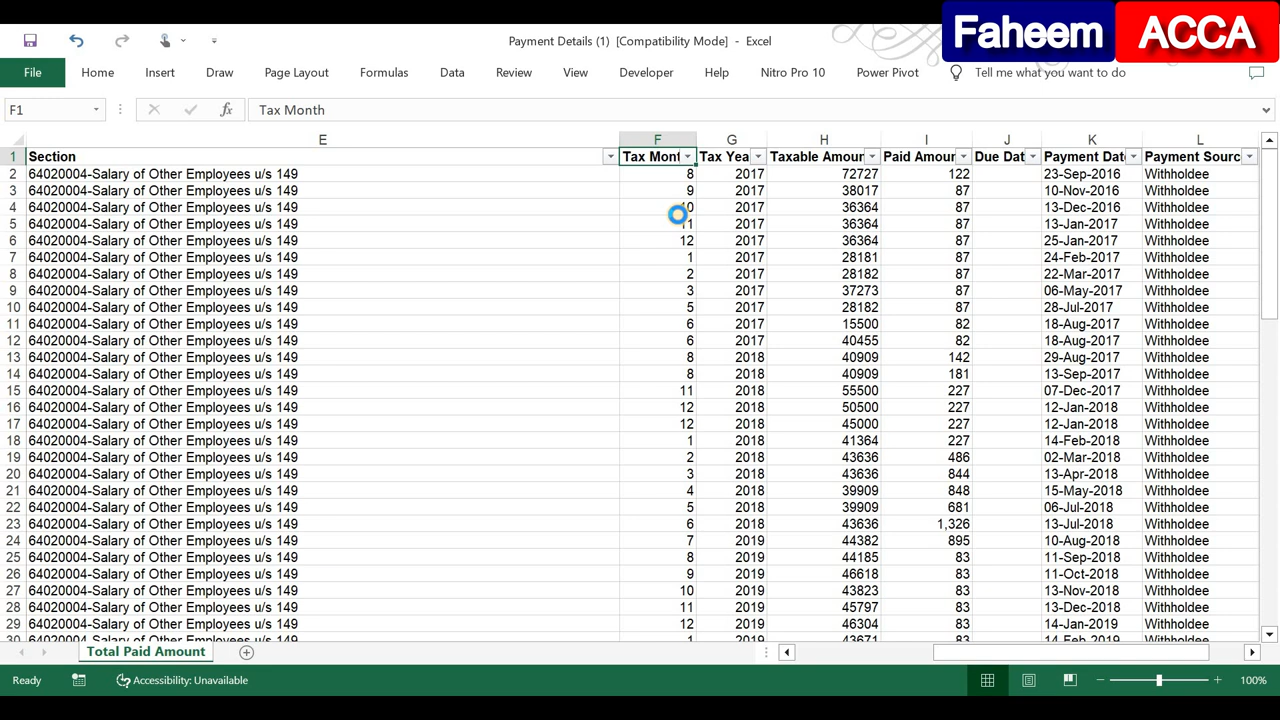 Faheem ACCA
Payment Details (1) [Compatibility Mode] - Excel
File Home Insert Draw Page Layout Formulas Data Review View Developer Help Nitro Pro 10 Power Pivot Tell me what you want to do
F1 fx Tax Month
E F G H I J K L
1 Section Tax Mont Tax Yea Taxable Amoun Paid Amour Due Dat Payment Dat Payment Sourc
2 64020004-Salary of Other Employees u/s 149 8 2017 72727 122 23-Sep-2016 Withholdee
3 64020004-Salary of Other Employees u/s 149 9 2017 38017 87 10-Nov-2016 Withholdee
4 64020004-Salary of Other Employees u/s 149 10 2017 36364 87 13-Dec-2016 Withholdee
5 64020004-Salary of Other Employees u/s 149 11 2017 36364 87 13-Jan-2017 Withholdee
6 64020004-Salary of Other Employees u/s 149 12 2017 36364 87 25-Jan-2017 Withholdee
7 64020004-Salary of Other Employees u/s 149 1 2017 28181 87 24-Feb-2017 Withholdee
8 64020004-Salary of Other Employees u/s 149 2 2017 28182 87 22-Mar-2017 Withholdee
9 64020004-Salary of Other Employees u/s 149 3 2017 37273 87 06-May-2017 Withholdee
10 64020004-Salary of Other Employees u/s 149 5 2017 28182 87 28-Jul-2017 Withholdee
11 64020004-Salary of Other Employees u/s 149 6 2017 15500 82 18-Aug-2017 Withholdee
12 64020004-Salary of Other Employees u/s 149 6 2017 40455 82 18-Aug-2017 Withholdee
13 64020004-Salary of Other Employees u/s 149 8 2018 40909 142 29-Aug-2017 Withholdee
14 64020004-Salary of Other Employees u/s 149 8 2018 40909 181 13-Sep-2017 Withholdee
15 64020004-Salary of Other Employees u/s 149 11 2018 55500 227 07-Dec-2017 Withholdee
16 64020004-Salary of Other Employees u/s 149 12 2018 50500 227 12-Jan-2018 Withholdee
17 64020004-Salary of Other Employees u/s 149 12 2018 45000 227 12-Jan-2018 Withholdee
18 64020004-Salary of Other Employees u/s 149 1 2018 41364 227 14-Feb-2018 Withholdee
19 64020004-Salary of Other Employees u/s 149 2 2018 43636 486 02-Mar-2018 Withholdee
20 64020004-Salary of Other Employees u/s 149 3 2018 43636 844 13-Apr-2018 Withholdee
21 64020004-Salary of Other Employees u/s 149 4 2018 39909 848 15-May-2018 Withholdee
22 64020004-Salary of Other Employees u/s 149 5 2018 39909 681 06-Jul-2018 Withholdee
23 64020004-Salary of Other Employees u/s 149 6 2018 43636 1,326 13-Jul-2018 Withholdee
24 64020004-Salary of Other Employees u/s 149 7 2019 44382 895 10-Aug-2018 Withholdee
25 64020004-Salary of Other Employees u/s 149 8 2019 44185 83 11-Sep-2018 Withholdee
26 64020004-Salary of Other Employees u/s 149 9 2019 46618 83 11-Oct-2018 Withholdee
27 64020004-Salary of Other Employees u/s 149 10 2019 43823 83 13-Nov-2018 Withholdee
28 64020004-Salary of Other Employees u/s 149 11 2019 45797 83 13-Dec-2018 Withholdee
29 64020004-Salary of Other Employees u/s 149 12 2019 46304 83 14-Jan-2019 Withholdee
30 64020004-Salary of Other Employees u/s 149 1 2019 43671 83 14-Feb-2019 Withholdee
Total Paid Amount
Ready Accessibility: Unavailable 100%